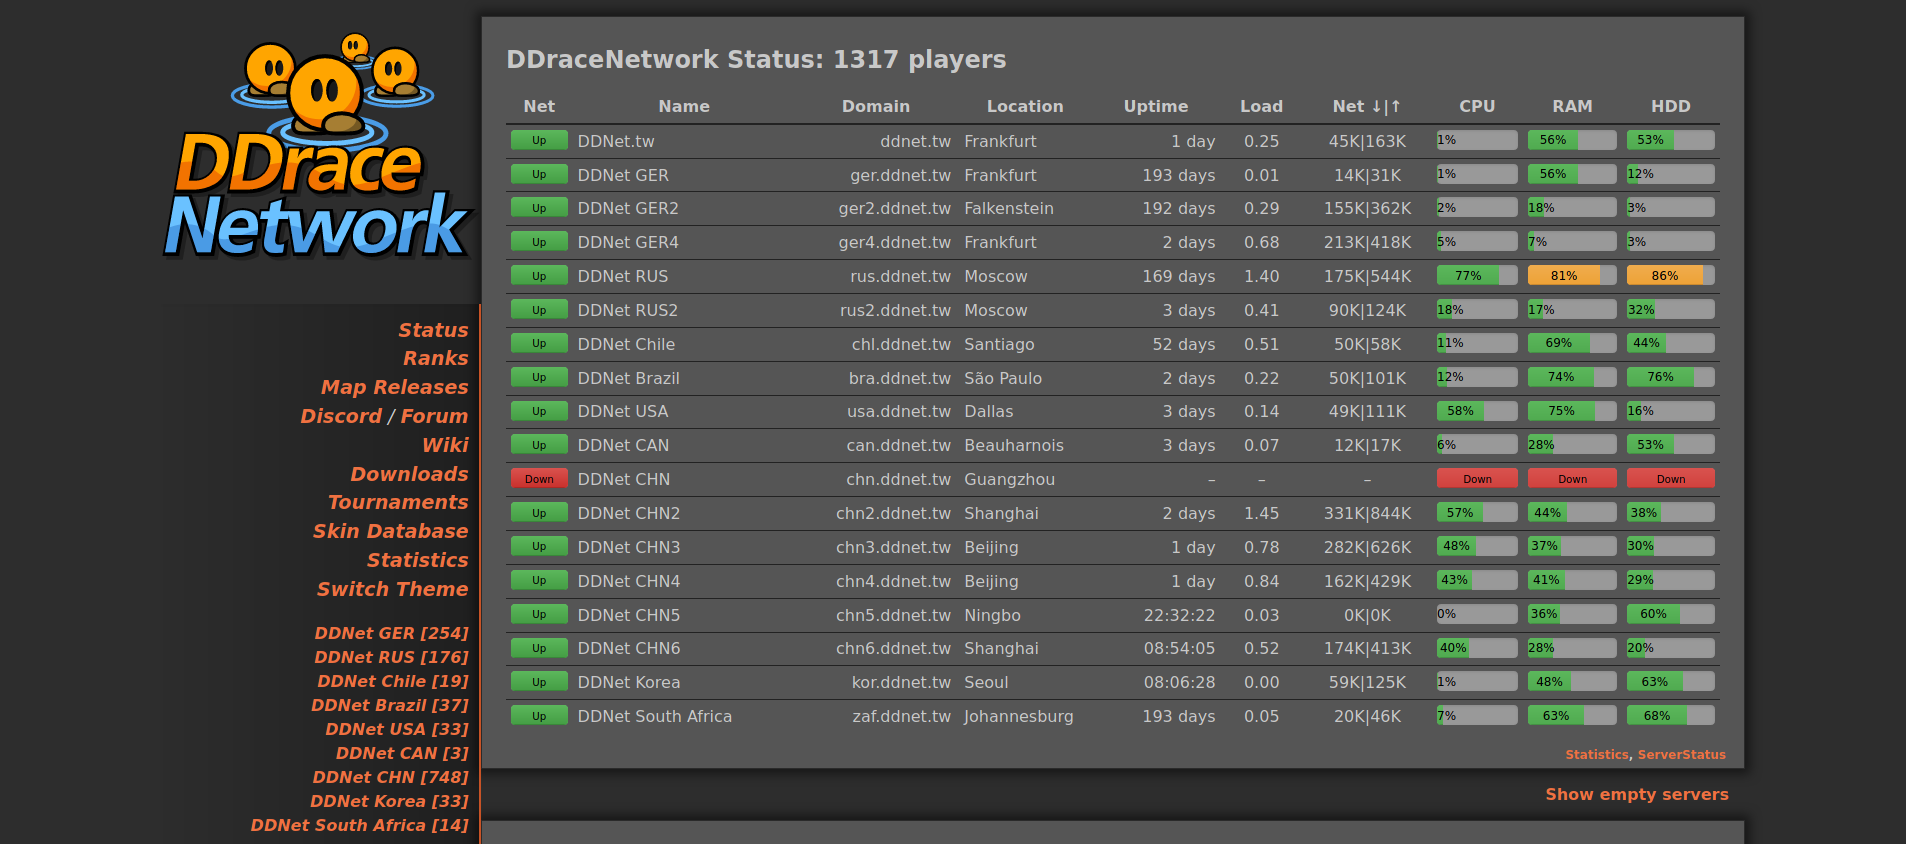 DDrace
Network
Status
Ranks
Map Releases
Discord / Forum
Wiki
Downloads
Tournaments
Skin Database
Statistics
Switch Theme
DDNet GER [254]
DDNet RUS [176]
DDNet Chile [19]
DDNet Brazil [37]
DDNet USA [33]
DDNet CAN [3]
DDNet CHN [748]
DDNet Korea [33]
DDNet South Africa [14]
DDraceNetwork Status: 1317 players
Net Name Domain Location Uptime Load Net ↓|↑ CPU RAM HDD
Up DDNet.tw ddnet.tw Frankfurt 1 day 0.25 45K|163K 1% 56% 53%
Up DDNet GER ger.ddnet.tw Frankfurt 193 days 0.01 14K|31K 1% 56% 12%
Up DDNet GER2 ger2.ddnet.tw Falkenstein 192 days 0.29 155K|362K 2% 18% 3%
Up DDNet GER4 ger4.ddnet.tw Frankfurt 2 days 0.68 213K|418K 5% 7% 3%
Up DDNet RUS rus.ddnet.tw Moscow 169 days 1.40 175K|544K 77% 81% 86%
Up DDNet RUS2 rus2.ddnet.tw Moscow 3 days 0.41 90K|124K 18% 17% 32%
Up DDNet Chile chl.ddnet.tw Santiago 52 days 0.51 50K|58K 11% 69% 44%
Up DDNet Brazil bra.ddnet.tw São Paulo 2 days 0.22 50K|101K 12% 74% 76%
Up DDNet USA usa.ddnet.tw Dallas 3 days 0.14 49K|111K 58% 75% 16%
Up DDNet CAN can.ddnet.tw Beauharnois 3 days 0.07 12K|17K 6% 28% 53%
Down DDNet CHN chn.ddnet.tw Guangzhou – – – Down Down Down
Up DDNet CHN2 chn2.ddnet.tw Shanghai 2 days 1.45 331K|844K 57% 44% 38%
Up DDNet CHN3 chn3.ddnet.tw Beijing 1 day 0.78 282K|626K 48% 37% 30%
Up DDNet CHN4 chn4.ddnet.tw Beijing 1 day 0.84 162K|429K 43% 41% 29%
Up DDNet CHN5 chn5.ddnet.tw Ningbo 22:32:22 0.03 0K|0K 0% 36% 60%
Up DDNet CHN6 chn6.ddnet.tw Shanghai 08:54:05 0.52 174K|413K 40% 28% 20%
Up DDNet Korea kor.ddnet.tw Seoul 08:06:28 0.00 59K|125K 1% 48% 63%
Up DDNet South Africa zaf.ddnet.tw Johannesburg 193 days 0.05 20K|46K 7% 63% 68%
Statistics, ServerStatus
Show empty servers